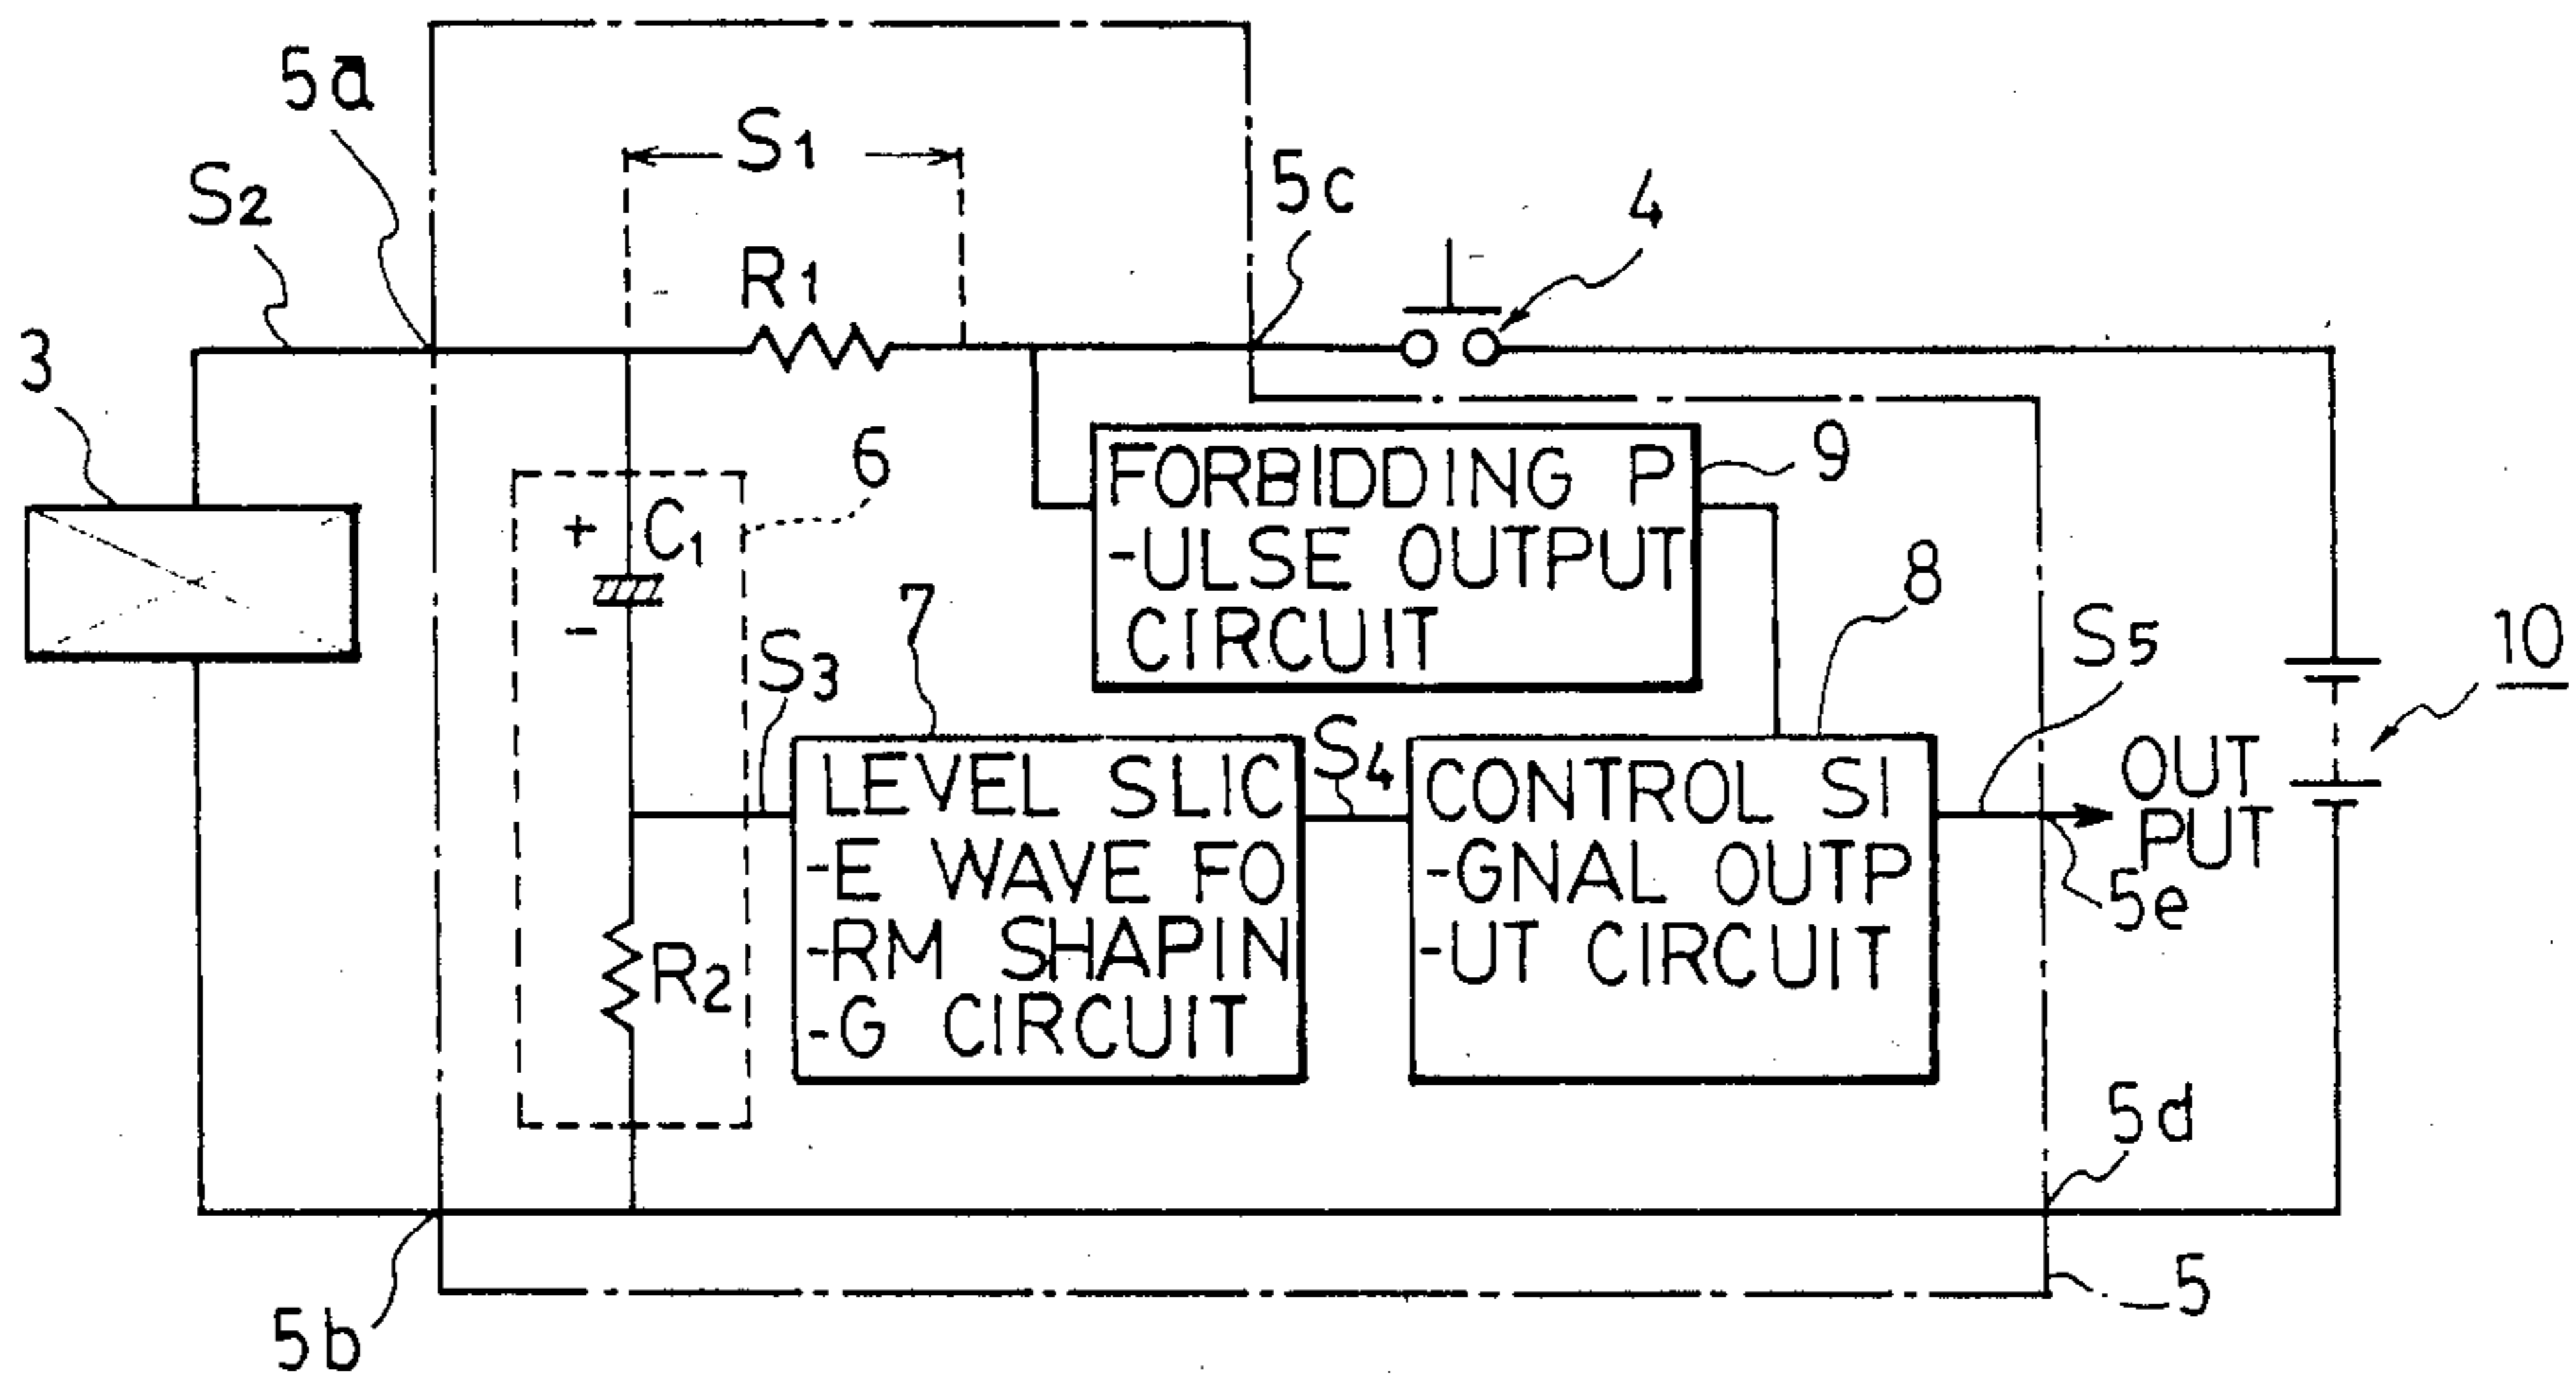 5a
S1
S2
5c
4
R1
3
6
9
FORBIDDING P
-ULSE OUTPUT
CIRCUIT
+ C1
-
7
8
S3
S4
S5
10
LEVEL SLIC
-E WAVE FO
-RM SHAPIN
-G CIRCUIT
CONTROL SI
-GNAL OUTP
-UT CIRCUIT
OUT
PUT
5e
R2
5d
5b
5